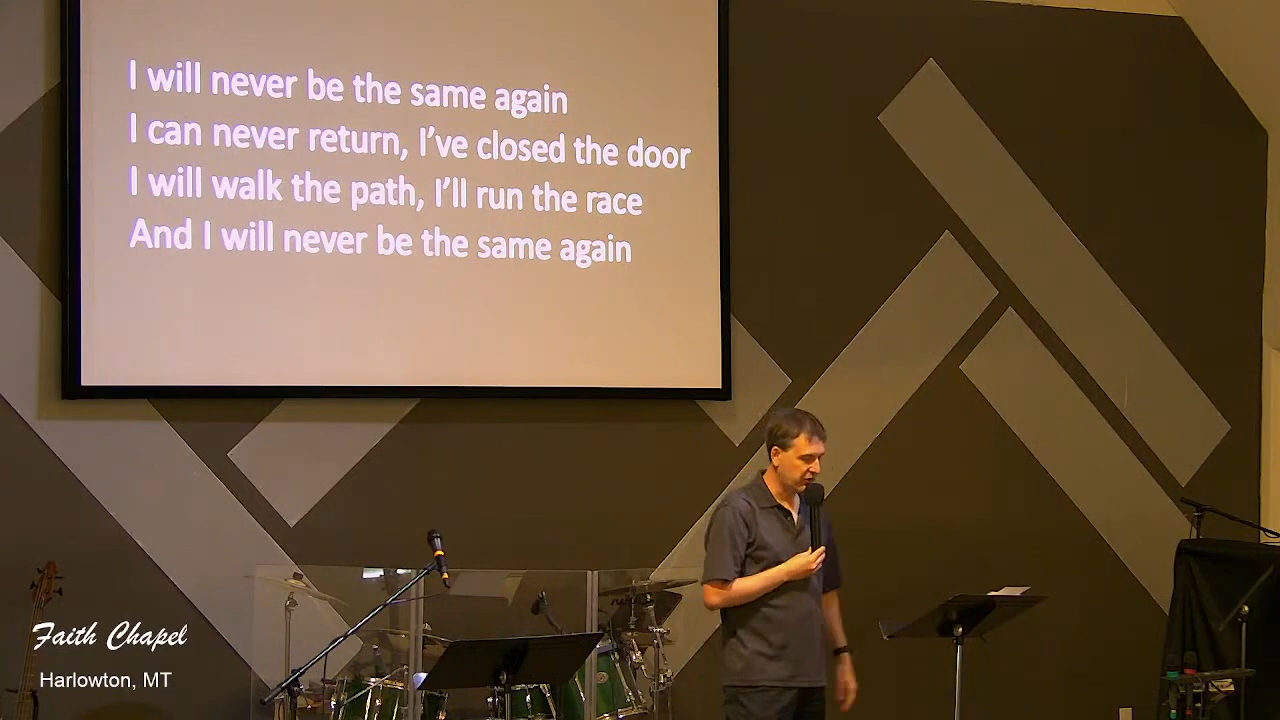 I will never be the same again
I can never return, I've closed the door
I will walk the path, I'll run the race
And I will never be the same again
Faith Chapel
Harlowton, MT